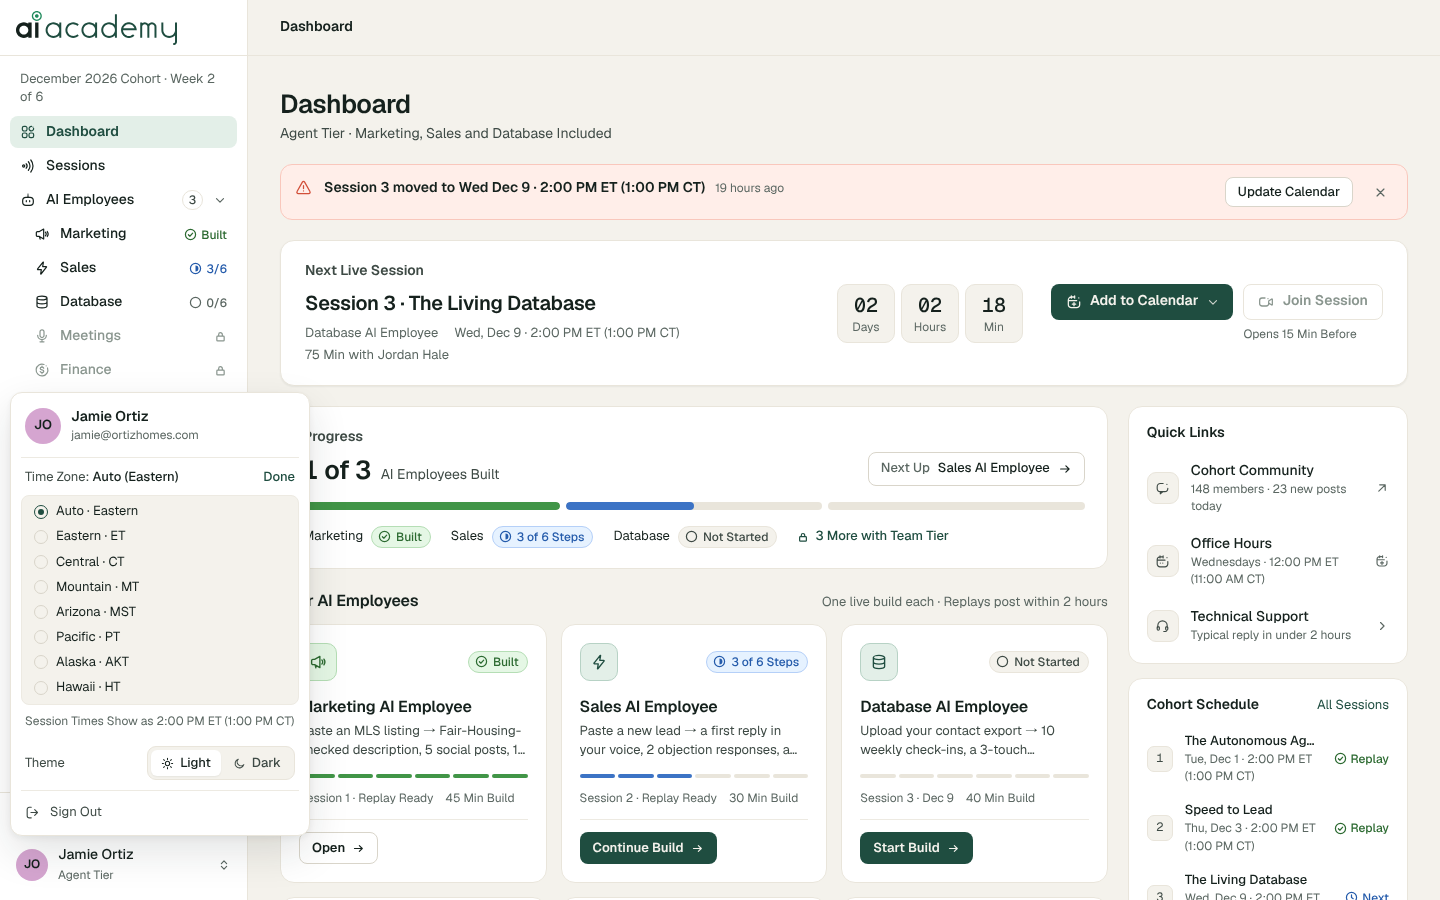 ai academy
December 2026 Cohort · Week 2
of 6
Dashboard
Sessions
AI Employees 3
Marketing Built
Sales 3/6
Database 0/6
Meetings
Finance
JO Jamie Ortiz
jamie@ortizhomes.com
Time Zone: Auto (Eastern) Done
Auto · Eastern
Eastern · ET
Central · CT
Mountain · MT
Arizona · MST
Pacific · PT
Alaska · AKT
Hawaii · HT
Session Times Show as 2:00 PM ET (1:00 PM CT)
Theme Light Dark
Sign Out
JO Jamie Ortiz
Agent Tier
Dashboard
Dashboard
Agent Tier · Marketing, Sales and Database Included
Session 3 moved to Wed Dec 9 · 2:00 PM ET (1:00 PM CT) 19 hours ago
Update Calendar
Next Live Session
Session 3 · The Living Database
Database AI Employee Wed, Dec 9 · 2:00 PM ET (1:00 PM CT)
75 Min with Jordan Hale
02 Days
02 Hours
18 Min
Add to Calendar
Join Session
Opens 15 Min Before
Progress
1 of 3 AI Employees Built
Next Up Sales AI Employee →
Marketing Built Sales 3 of 6 Steps Database Not Started 3 More with Team Tier
r AI Employees
One live build each · Replays post within 2 hours
Built
Marketing AI Employee
aste an MLS listing → Fair-Housing-
hecked description, 5 social posts, 1…
ession 1 · Replay Ready 45 Min Build
Open →
3 of 6 Steps
Sales AI Employee
Paste a new lead → a first reply in
your voice, 2 objection responses, a…
Session 2 · Replay Ready 30 Min Build
Continue Build →
Not Started
Database AI Employee
Upload your contact export → 10
weekly check-ins, a 3-touch…
Session 3 · Dec 9 40 Min Build
Start Build →
Quick Links
Cohort Community
148 members · 23 new posts
today
Office Hours
Wednesdays · 12:00 PM ET
(11:00 AM CT)
Technical Support
Typical reply in under 2 hours
Cohort Schedule All Sessions
1 The Autonomous Ag…
Tue, Dec 1 · 2:00 PM ET
(1:00 PM CT)
Replay
2 Speed to Lead
Thu, Dec 3 · 2:00 PM ET
(1:00 PM CT)
Replay
3 The Living Database
Wed, Dec 9 · 2:00 PM ET
Next